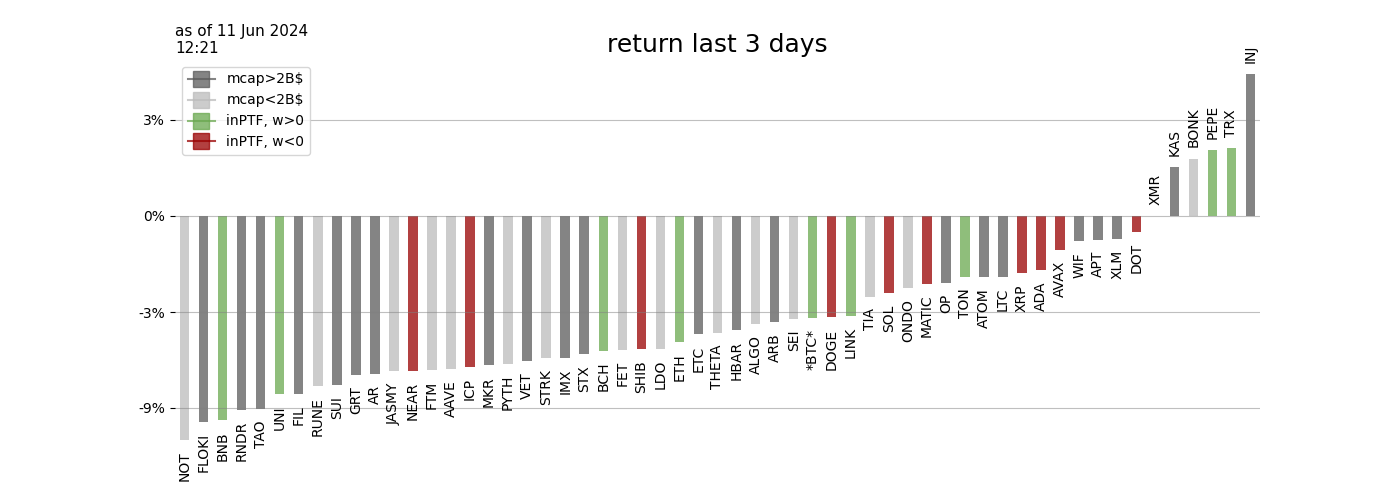 as of 11 Jun 2024
12:21
return last 3 days
mcap>2B$
mcap<2B$
inPTF, w>0
inPTF, w<0
3%
0%
-3%
-9%
NOT
FLOKI
BNB
RNDR
TAO
UNI
FIL
RUNE
SUI
GRT
AR
JASMY
NEAR
FTM
AAVE
ICP
MKR
PYTH
VET
STRK
IMX
STX
BCH
FET
SHIB
LDO
ETH
ETC
THETA
HBAR
ALGO
ARB
SEI
*BTC*
DOGE
LINK
TIA
SOL
ONDO
MATIC
OP
TON
ATOM
LTC
XRP
ADA
AVAX
WIF
APT
XLM
DOT
XMR
KAS
BONK
PEPE
TRX
INJ